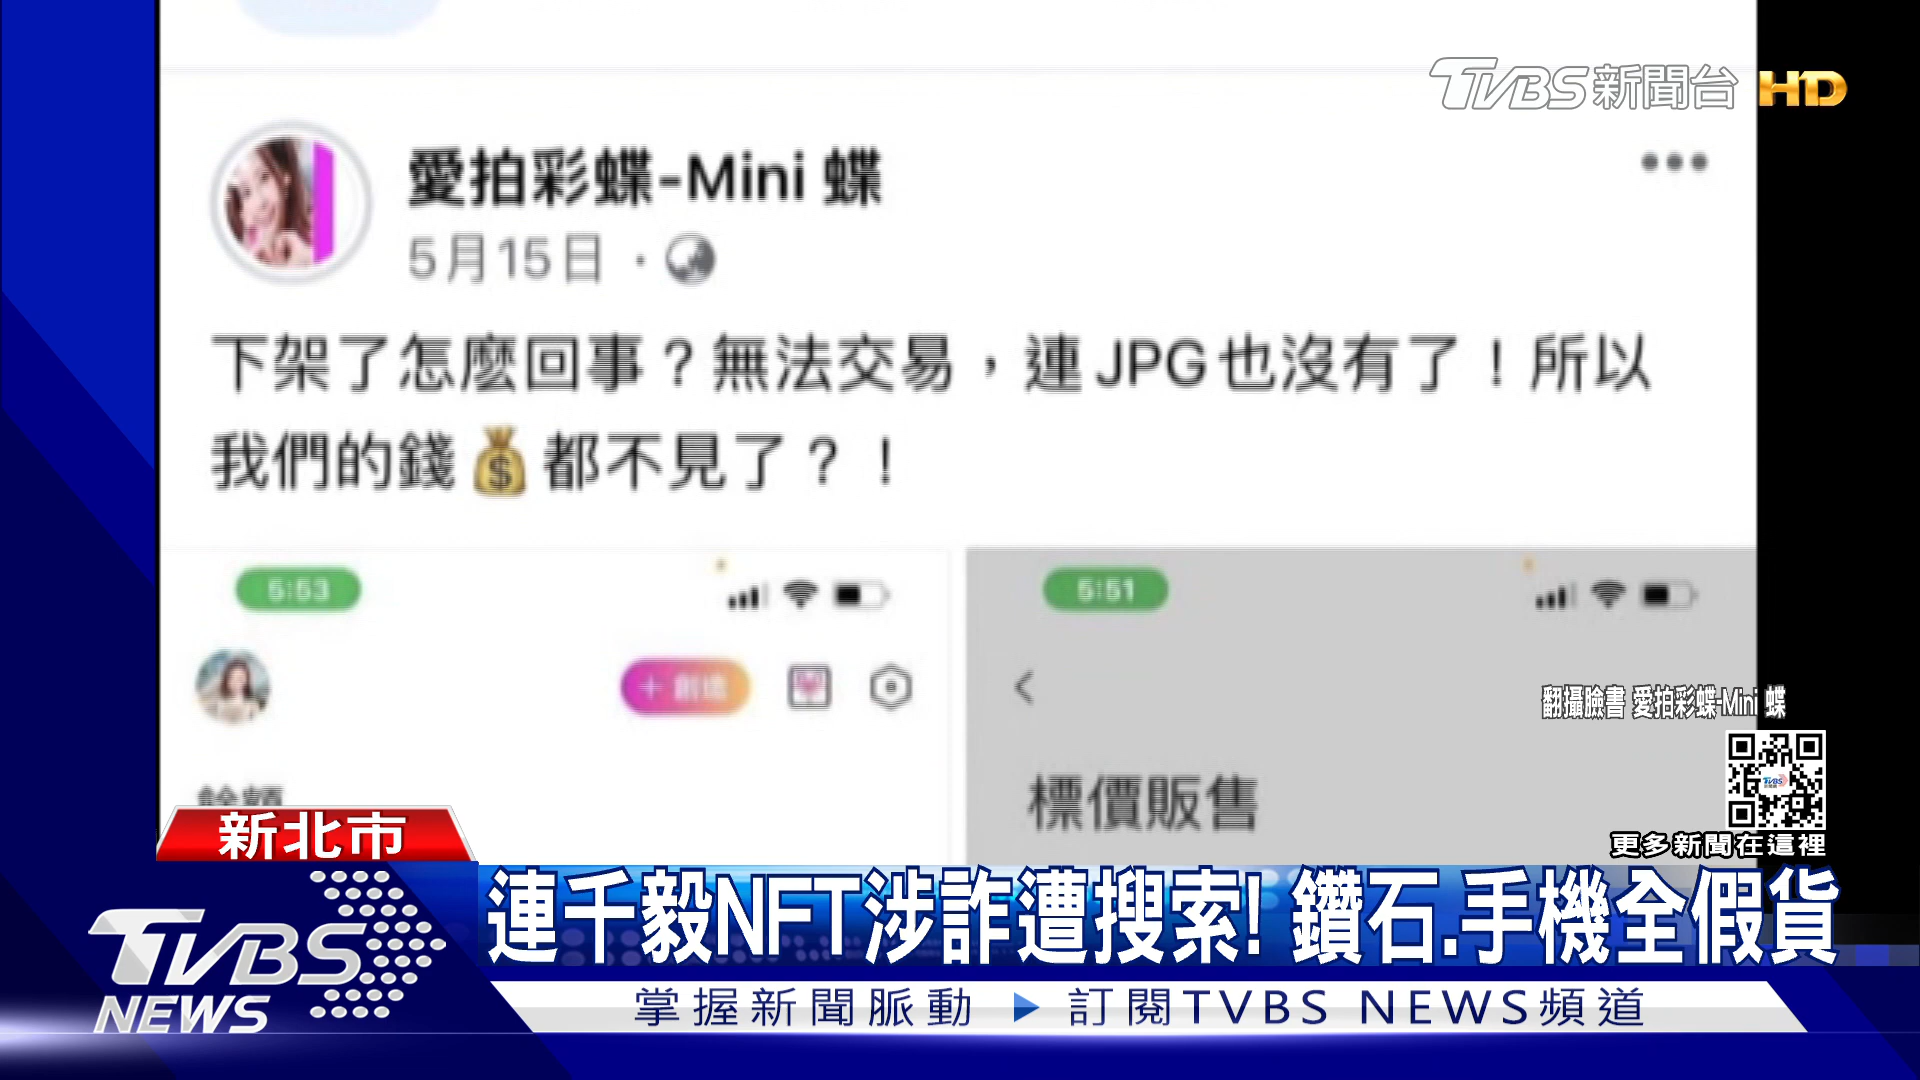 TVBS新聞台 HD
愛拍彩蝶-Mini 蝶
5月15日
下架了怎麼回事？無法交易，連JPG也沒有了！所以
我們的錢💰都不見了？！
5:53
5:51
+ 創造
翻攝臉書 愛拍彩蝶-Mini 蝶
餘額
標價販售
TVBS
更多新聞在這裡
新北市
連千毅NFT涉詐遭搜索! 鑽石.手機全假貨
TVBS NEWS
掌握新聞脈動 ▶ 訂閱TVBS NEWS頻道